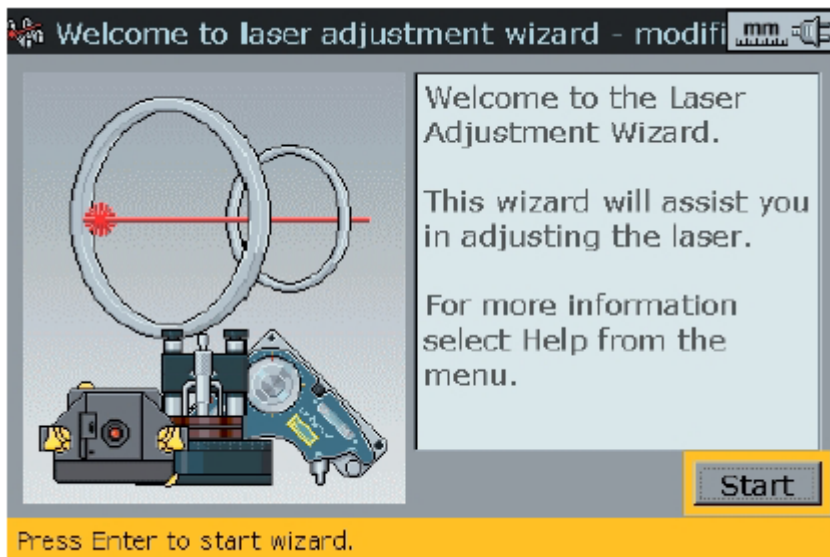 Welcome to laser adjustment wizard - modifi
mm
Welcome to the Laser
Adjustment Wizard.
This wizard will assist you
in adjusting the laser.
For more information
select Help from the
menu.
Start
Press Enter to start wizard.